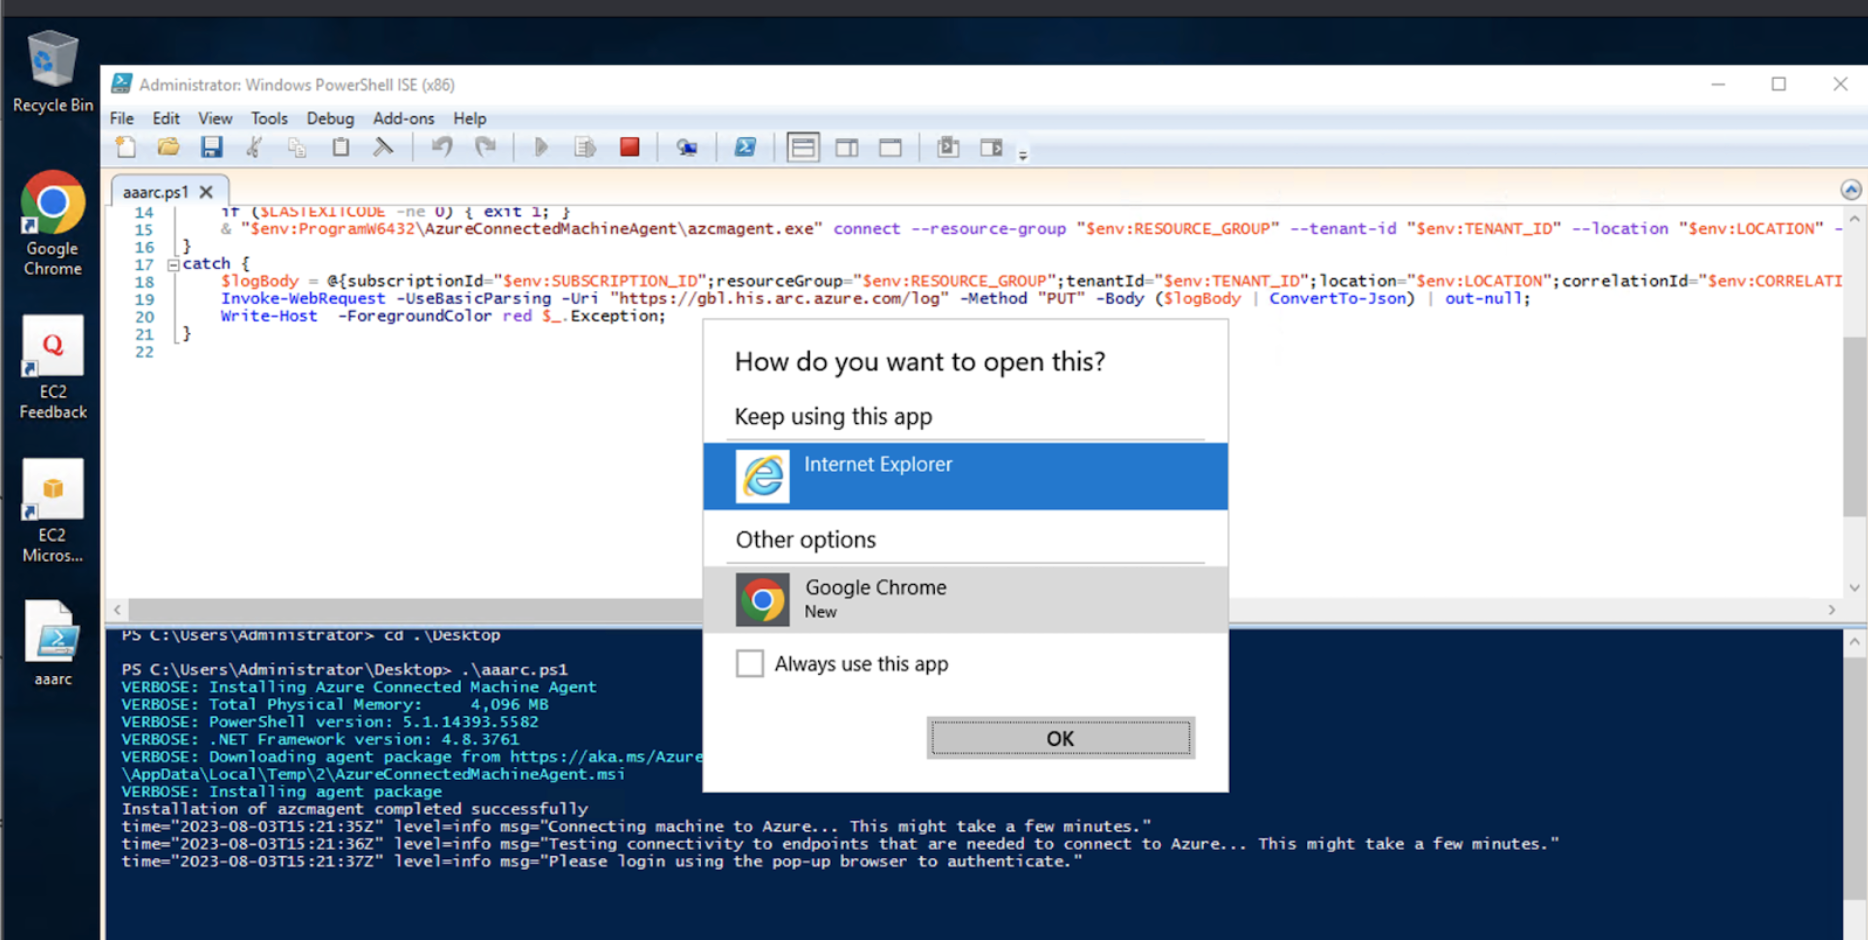 Recycle Bin
Google
Chrome
EC2
Feedback
EC2
Micros...
aaarc
Administrator: Windows PowerShell ISE (x86)
File Edit View Tools Debug Add-ons Help
aaarc.ps1
14 if ($LASTEXITCODE -ne 0) { exit 1; }
15 & "$env:ProgramW6432\AzureConnectedMachineAgent\azcmagent.exe" connect --resource-group "$env:RESOURCE_GROUP" --tenant-id "$env:TENANT_ID" --location "$env:LOCATION" -
16 }
17 catch {
18 $logBody = @{subscriptionId="$env:SUBSCRIPTION_ID";resourceGroup="$env:RESOURCE_GROUP";tenantId="$env:TENANT_ID";location="$env:LOCATION";correlationId="$env:CORRELATI
19 Invoke-WebRequest -UseBasicParsing -Uri "https://gbl.his.arc.azure.com/log" -Method "PUT" -Body ($logBody | ConvertTo-Json) | out-null;
20 Write-Host -ForegroundColor red $_.Exception;
21 }
22
How do you want to open this?
Keep using this app
Internet Explorer
Other options
Google Chrome
New
Always use this app
OK
PS C:\Users\Administrator> cd .\Desktop
PS C:\Users\Administrator\Desktop> .\aaarc.ps1
VERBOSE: Installing Azure Connected Machine Agent
VERBOSE: Total Physical Memory: 4,096 MB
VERBOSE: PowerShell version: 5.1.14393.5582
VERBOSE: .NET Framework version: 4.8.3761
VERBOSE: Downloading agent package from https://aka.ms/Azure
\AppData\Local\Temp\2\AzureConnectedMachineAgent.msi
VERBOSE: Installing agent package
Installation of azcmagent completed successfully
time="2023-08-03T15:21:35Z" level=info msg="Connecting machine to Azure... This might take a few minutes."
time="2023-08-03T15:21:36Z" level=info msg="Testing connectivity to endpoints that are needed to connect to Azure... This might take a few minutes."
time="2023-08-03T15:21:37Z" level=info msg="Please login using the pop-up browser to authenticate."